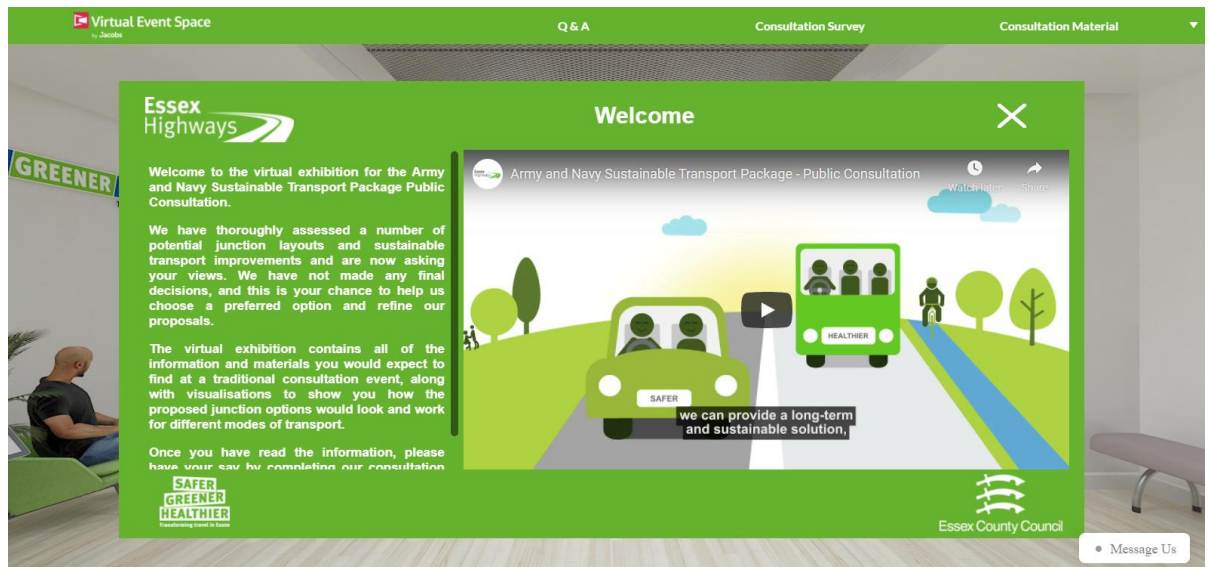 Virtual Event Space
by Jacobs
Q & A
Consultation Survey
Consultation Material
Essex
Highways
Welcome
GREENER
Welcome to the virtual exhibition for the Army
and Navy Sustainable Transport Package Public
Consultation.
We have thoroughly assessed a number of
potential junction layouts and sustainable
transport improvements and are now asking
your views. We have not made any final
decisions, and this is your chance to help us
choose a preferred option and refine our
proposals.
The virtual exhibition contains all of the
information and materials you would expect to
find at a traditional consultation event, along
with visualisations to show you how the
proposed junction options would look and work
for different modes of transport.
Once you have read the information, please
have your say by completing our consultation
Army and Navy Sustainable Transport Package - Public Consultation
Watch later
Share
HEALTHIER
SAFER
we can provide a long-term
and sustainable solution,
SAFER
GREENER
HEALTHIER
Transforming travel in Essex
Essex County Council
Message Us